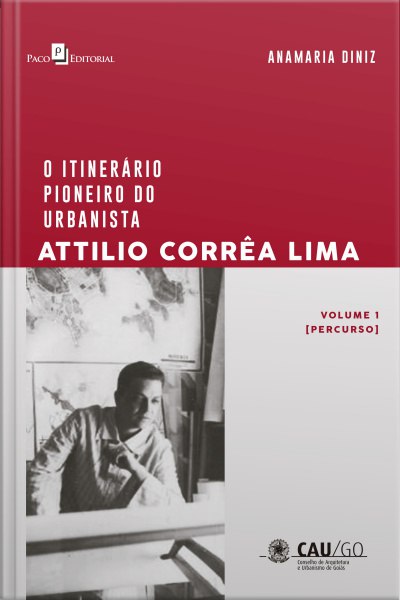 PACO EDITORIAL
ANAMARIA DINIZ
O ITINERÁRIO
PIONEIRO DO
URBANISTA
ATTILIO CORRÊA LIMA
VOLUME 1
[PERCURSO]
CAU/GO
Conselho de Arquitetura
e Urbanismo de Goiás